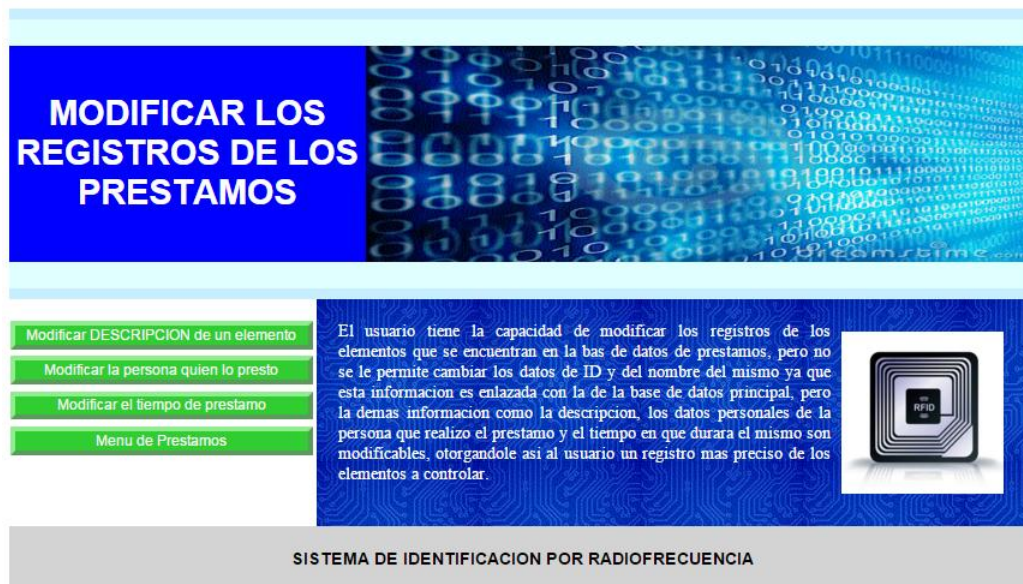 MODIFICAR LOS
REGISTROS DE LOS
PRESTAMOS
dreamstime.com
Modificar DESCRIPCION de un elemento
Modificar la persona quien lo presto
Modificar el tiempo de prestamo
Menu de Prestamos
El usuario tiene la capacidad de modificar los registros de los
elementos que se encuentran en la bas de datos de prestamos, pero no
se le permite cambiar los datos de ID y del nombre del mismo ya que
esta informacion es enlazada con la de la base de datos principal, pero
la demas informacion como la descripcion, los datos personales de la
persona que realizo el prestamo y el tiempo en que durara el mismo son
modificables, otorgandole asi al usuario un registro mas preciso de los
elementos a controlar.
RFID
SISTEMA DE IDENTIFICACION POR RADIOFRECUENCIA